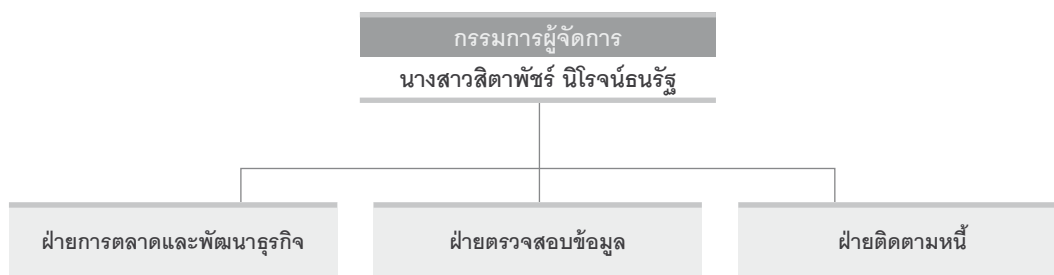 กรรมการผู้จัดการ
นางสาวสิตาพัชร์ นิโรจน์ธนรัฐ
ฝ่ายการตลาดและพัฒนาธุรกิจ
ฝ่ายตรวจสอบข้อมูล
ฝ่ายติดตามหนี้